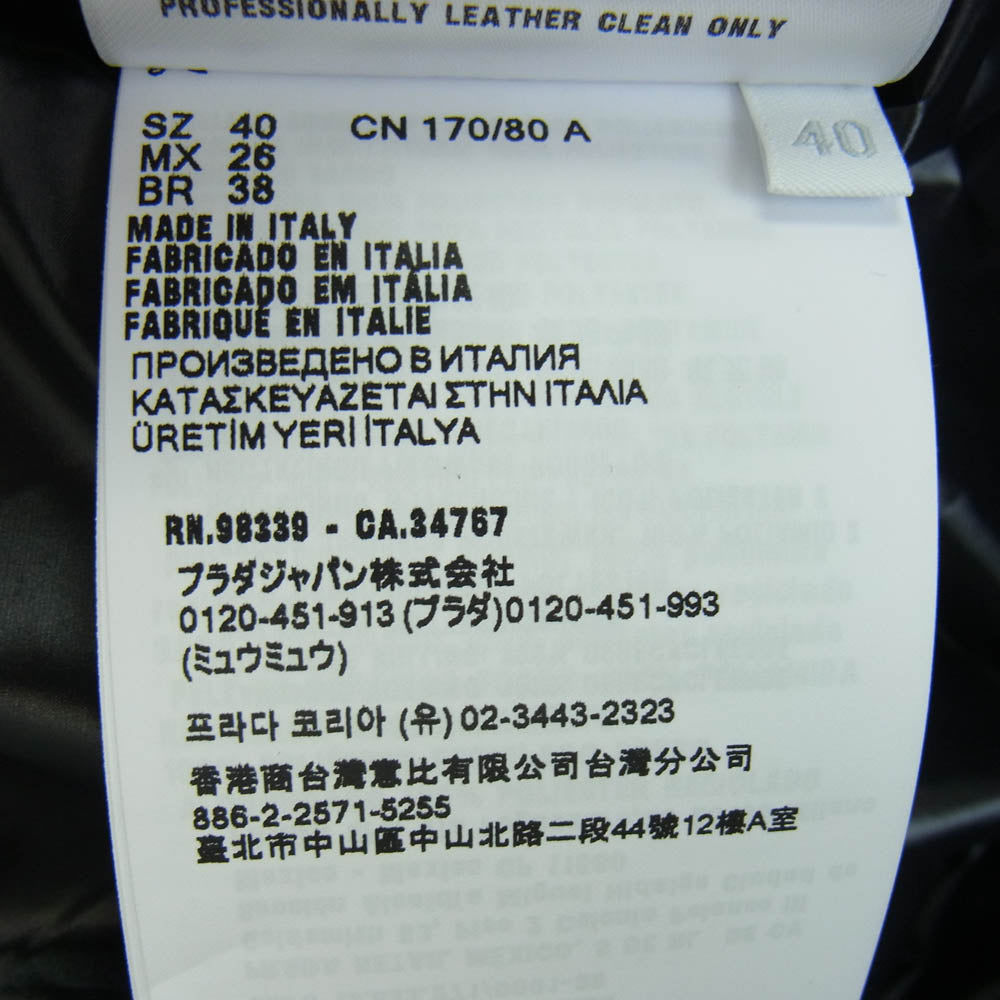 PROFESSIONALLY LEATHER CLEAN ONLY
40
SZ 40 CN 170/80 A
MX 26
BR 38
MADE IN ITALY
FABRICADO EN ITALIA
FABRICADO EM ITÁLIA
FABRIQUÉ EN ITALIE
ПРОИЗВЕДЕНО В ИТАЛИЯ
ΚΑΤΑΣΚΕΥΑΖΕΤΑΙ ΣΤΗΝ ΙΤΑΛΙΑ
ÜRETİM YERİ İTALYA
RN.98339 - CA.34767
プラダジャパン株式会社
0120-451-913 (プラダ)0120-451-993
(ミュウミュウ)
프라다 코리아 (유) 02-3443-2323
香港商台灣意比有限公司台灣分公司
886-2-2571-5255
臺北市中山區中山北路二段44號12樓A室